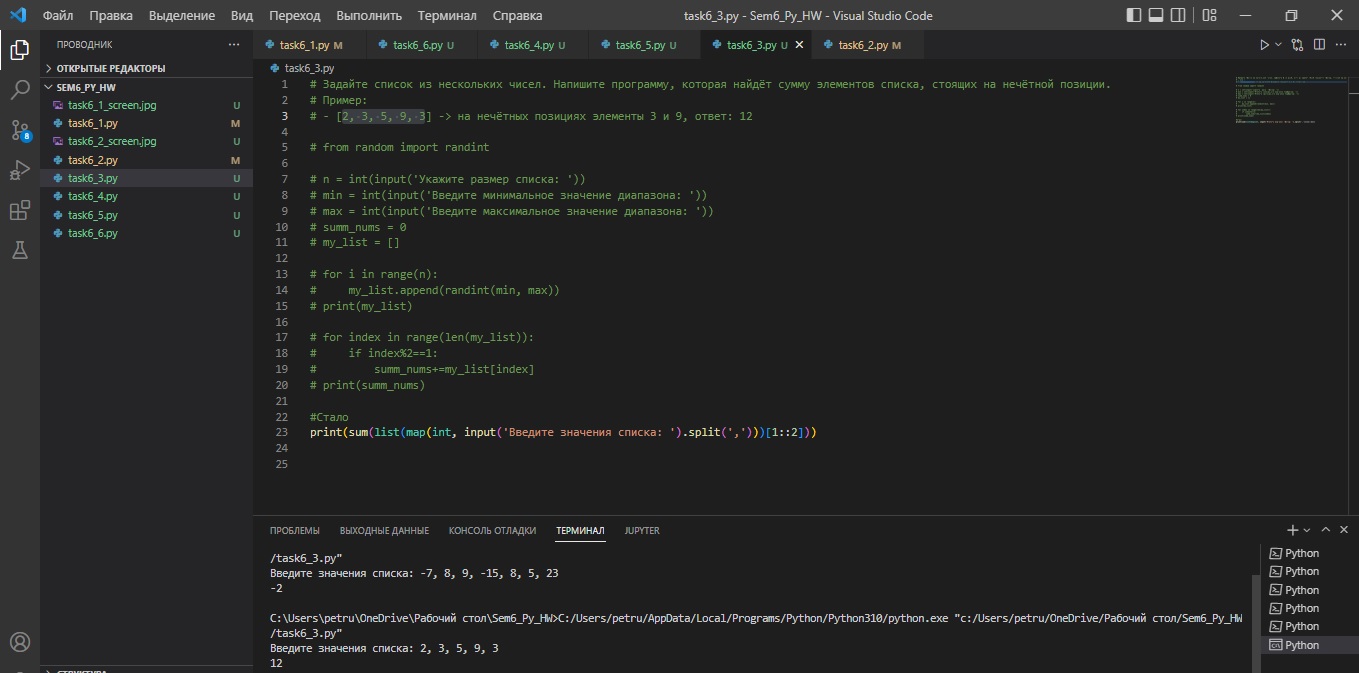 Файл Правка Выделение Вид Переход Выполнить Терминал Справка task6_3.py - Sem6_Py_HW - Visual Studio Code
ПРОВОДНИК ...
ОТКРЫТЫЕ РЕДАКТОРЫ
SEM6_PY_HW
task6_1_screen.jpg U
task6_1.py M
task6_2_screen.jpg U
task6_2.py M
task6_3.py U
task6_4.py U
task6_5.py U
task6_6.py U
8
task6_1.py M task6_6.py U task6_4.py U task6_5.py U task6_3.py U task6_2.py M
task6_3.py
1 # Задайте список из нескольких чисел. Напишите программу, которая найдёт сумму элементов списка, стоящих на нечётной позиции.
2 # Пример:
3 # - [2, 3, 5, 9, 3] -> на нечётных позициях элементы 3 и 9, ответ: 12
4
5 # from random import randint
6
7 # n = int(input('Укажите размер списка: '))
8 # min = int(input('Введите минимальное значение диапазона: '))
9 # max = int(input('Введите максимальное значение диапазона: '))
10 # summ_nums = 0
11 # my_list = []
12
13 # for i in range(n):
14 #     my_list.append(randint(min, max))
15 # print(my_list)
16
17 # for index in range(len(my_list)):
18 #     if index%2==1:
19 #         summ_nums+=my_list[index]
20 # print(summ_nums)
21
22 #Стало
23 print(sum(list(map(int, input('Введите значения списка: ').split(',')))[1::2]))
24
25
ПРОБЛЕМЫ ВЫХОДНЫЕ ДАННЫЕ КОНСОЛЬ ОТЛАДКИ ТЕРМИНАЛ JUPYTER
/task6_3.py"
Введите значения списка: -7, 8, 9, -15, 8, 5, 23
-2
C:\Users\petru\OneDrive\Рабочий стол\Sem6_Py_HW>C:/Users/petru/AppData/Local/Programs/Python/Python310/python.exe "c:/Users/petru/OneDrive/Рабочий стол/Sem6_Py_HW
/task6_3.py"
Введите значения списка: 2, 3, 5, 9, 3
12
Python
Python
Python
Python
Python
Python